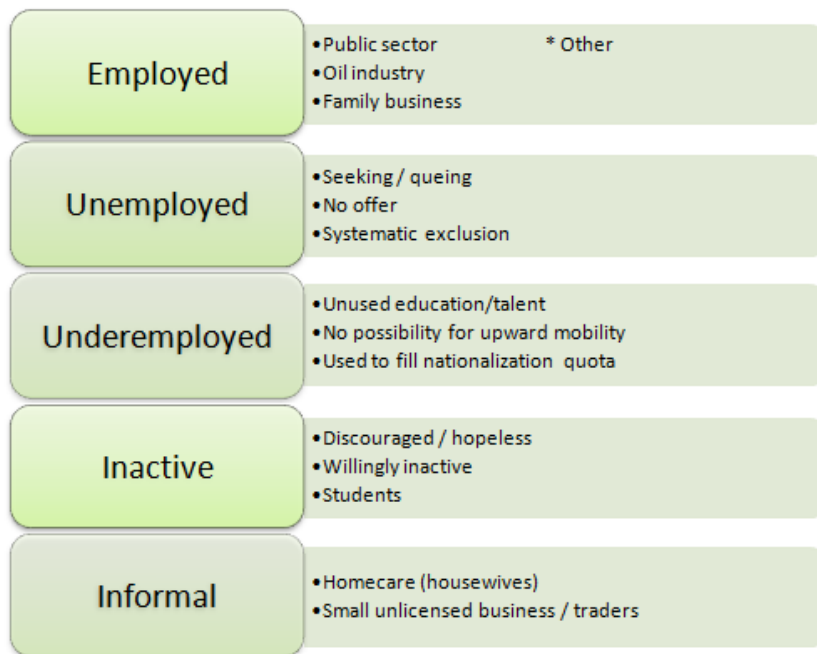 Employed
•Public sector * Other
•Oil industry
•Family business
Unemployed
•Seeking / queing
•No offer
•Systematic exclusion
Underemployed
•Unused education/talent
•No possibility for upward mobility
•Used to fill nationalization quota
Inactive
•Discouraged / hopeless
•Willingly inactive
•Students
Informal
•Homecare (housewives)
•Small unlicensed business / traders